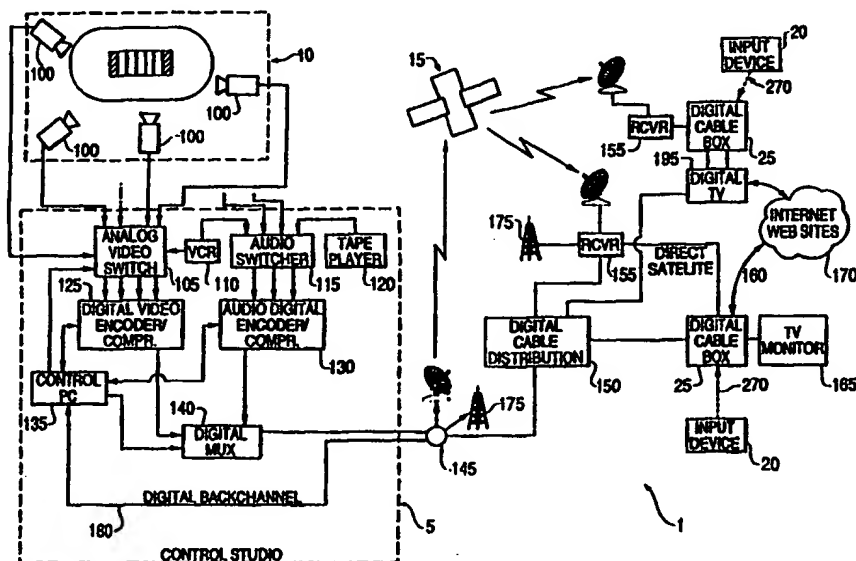 100
10
100
100
100
15
INPUT
DEVICE
20
270
RCVR
155
DIGITAL
CABLE
BOX
25
195
DIGITAL
TV
INTERNET
WEB SITES
170
ANALOG
VIDEO
SWITCH
105
VCR
110
AUDIO
SWITCHER
115
TAPE
PLAYER
120
175
RCVR
155
DIRECT
SATELITE
160
125
DIGITAL VIDEO
ENCODER/
COMPR.
AUDIO DIGITAL
ENCODER/
COMPR.
130
DIGITAL
CABLE
DISTRIBUTION
150
DIGITAL
CABLE
BOX
25
TV
MONITOR
165
270
CONTROL
PC
135
140
DIGITAL
MUX
175
145
INPUT
DEVICE
20
DIGITAL BACKCHANNEL
180
5
1
CONTROL STUDIO